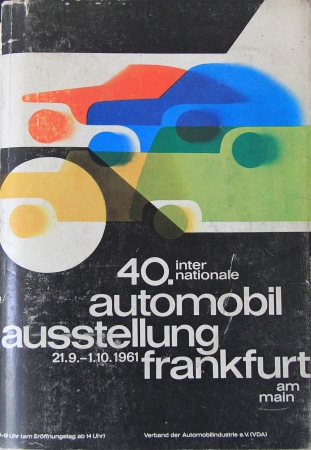 40. inter
nationale
automobil
ausstellung
21.9.–1.10.1961 frankfurt
am
main
Uhr (am Eröffnungstag ab 14 Uhr) Verband der Automobilindustrie e.V. (VDA)